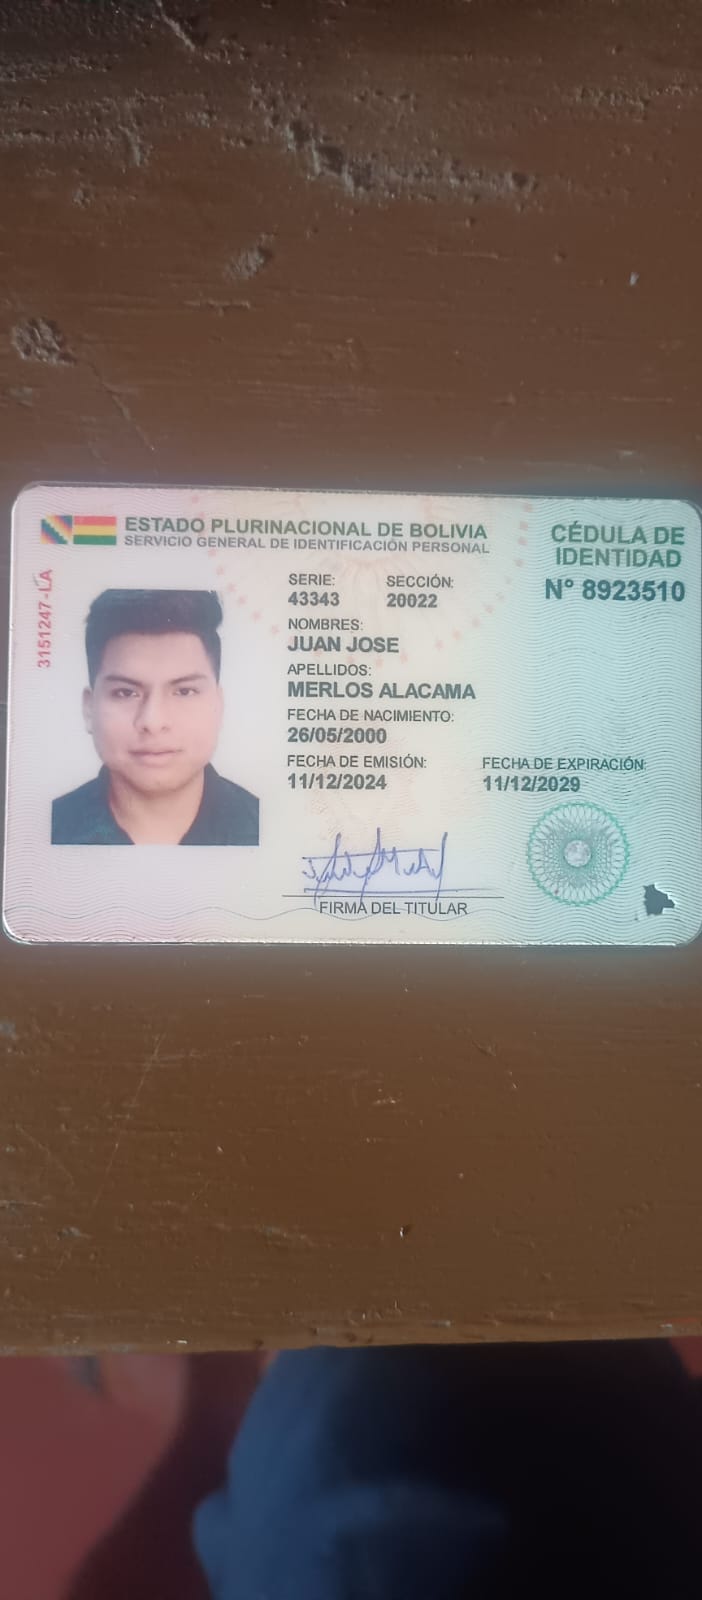 ESTADO PLURINACIONAL DE BOLIVIA
SERVICIO GENERAL DE IDENTIFICACIÓN PERSONAL
CÉDULA DE
IDENTIDAD
N° 8923510
3151247-LA
SERIE: SECCIÓN:
43343 20022
NOMBRES:
JUAN JOSE
APELLIDOS:
MERLOS ALACAMA
FECHA DE NACIMIENTO:
26/05/2000
FECHA DE EMISIÓN: FECHA DE EXPIRACIÓN:
11/12/2024 11/12/2029
FIRMA DEL TITULAR